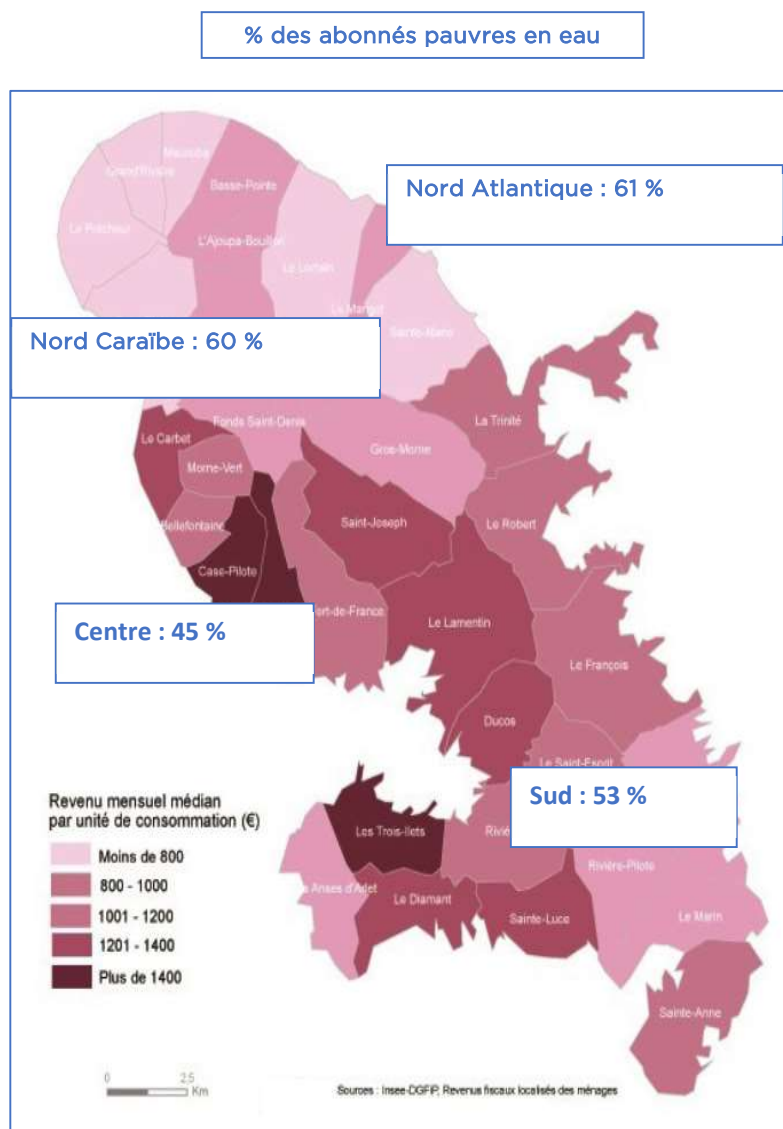 % des abonnés pauvres en eau
Macouba
Grand'Rivière
Basse-Pointe
Nord Atlantique : 61 %
Le Prêcheur
L'Ajoupa-Bouillon
Le Lorrain
Le Marigot
Sainte-Marie
Nord Caraïbe : 60 %
Fonds Saint-Denis
La Trinité
Le Carbet
Gros-Morne
Morne-Vert
Saint-Joseph
Le Robert
Bellefontaine
Case-Pilote
Centre : 45 %
ort-de-France
Le Lamentin
Le François
Ducos
Le Saint-Esprit
Sud : 53 %
Revenu mensuel médian
par unité de consommation (€)
Moins de 800
800 - 1000
1001 - 1200
1201 - 1400
Plus de 1400
Les Trois-Ilets
Riviè
Rivière-Pilote
Anses d'Arlet
Le Diamant
Sainte-Luce
Le Marin
Sainte-Anne
0 2,5
Km
Sources : Insee-DGFiP, Revenus fiscaux localisés des ménages